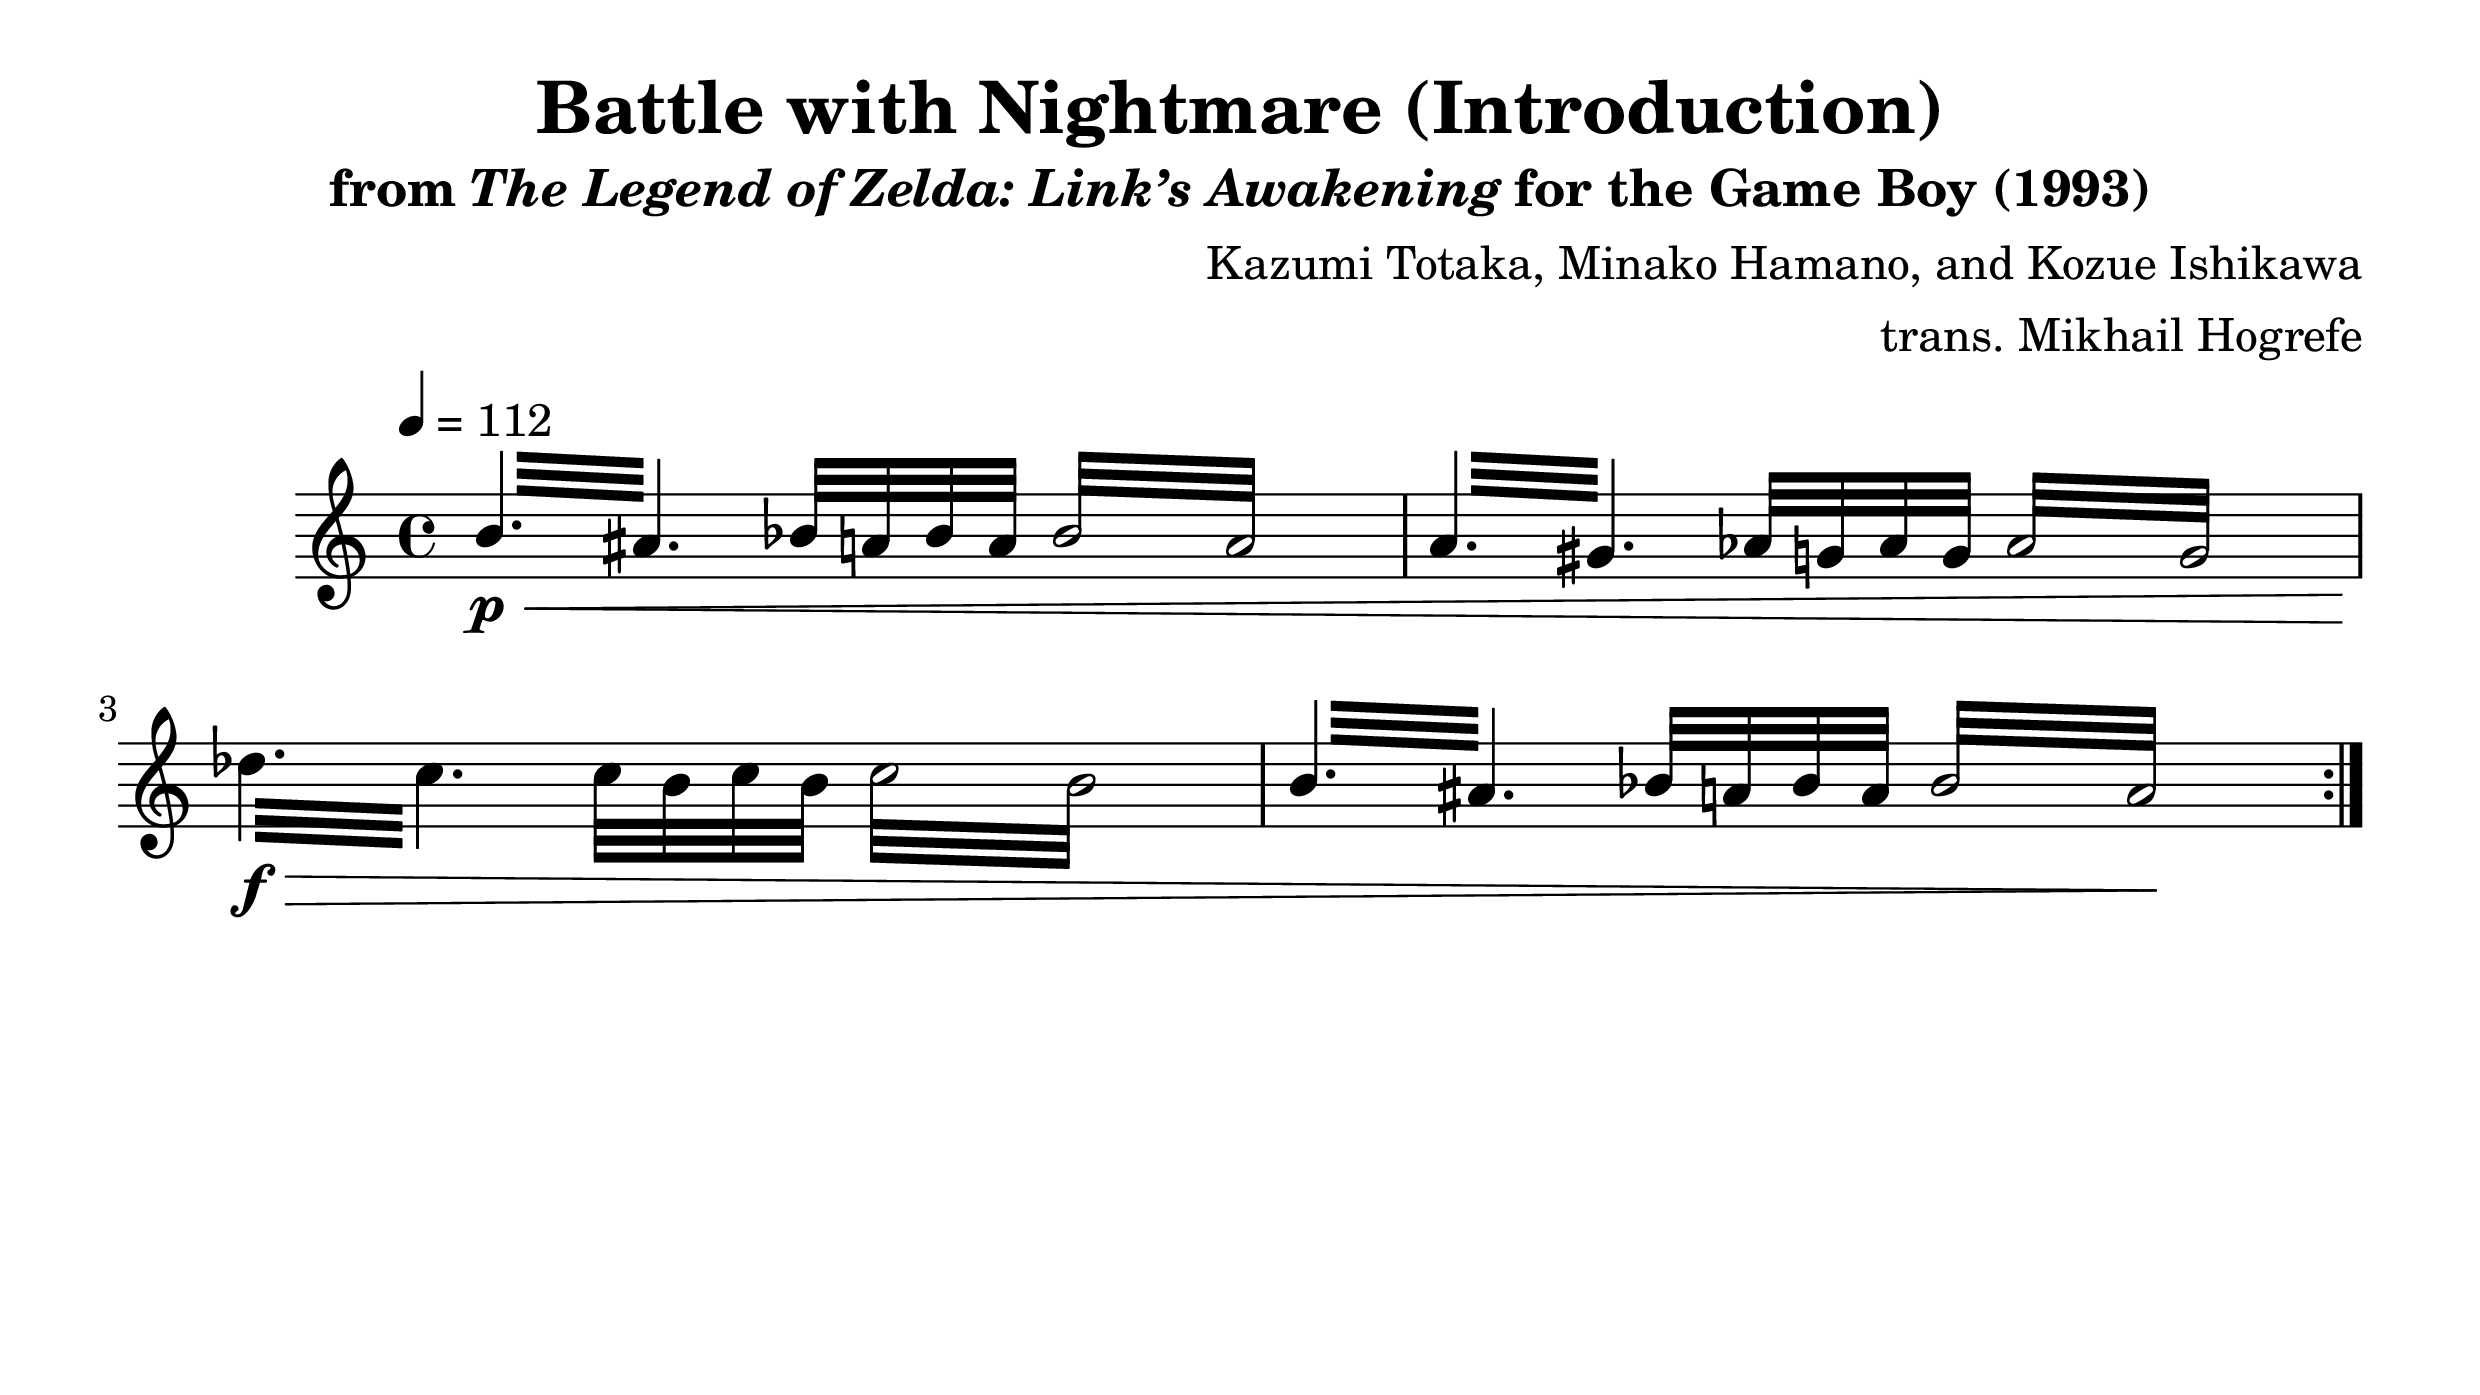 Battle with Nightmare (Introduction)
from The Legend of Zelda: Link’s Awakening for the Game Boy (1993)
Kazumi Totaka, Minako Hamano, and Kozue Ishikawa
trans. Mikhail Hogrefe
= 112
p
3
f